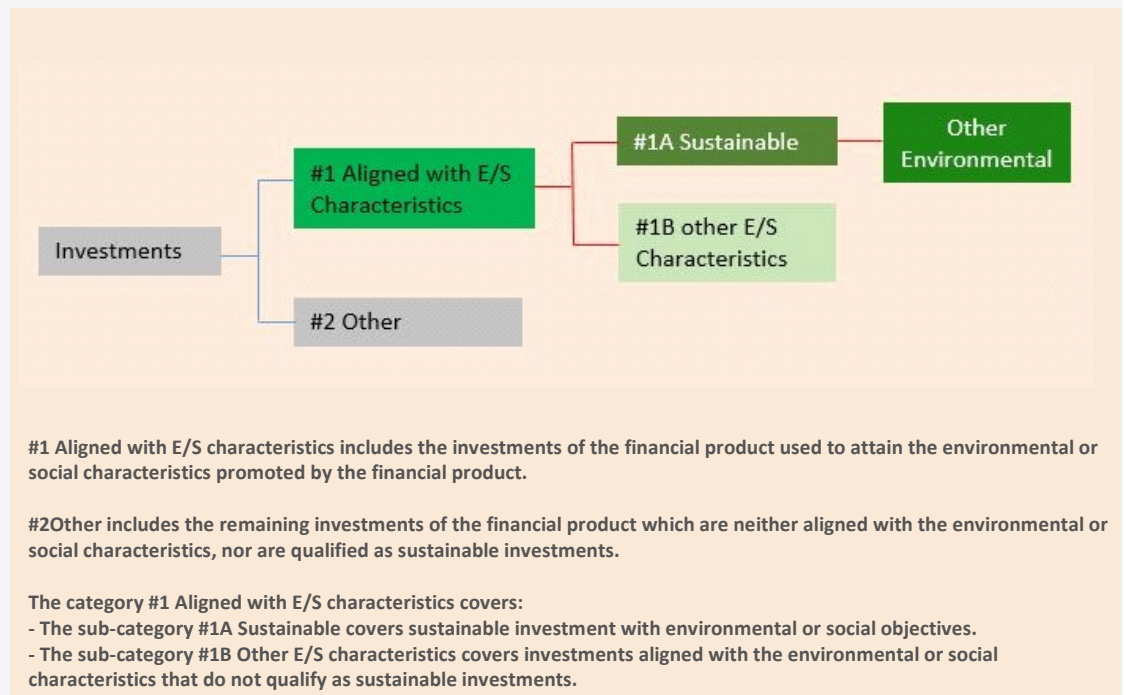 Investments
#1 Aligned with E/S
Characteristics
#2 Other
#1A Sustainable
#1B other E/S
Characteristics
Other
Environmental
#1 Aligned with E/S characteristics includes the investments of the financial product used to attain the environmental or
social characteristics promoted by the financial product.
#2Other includes the remaining investments of the financial product which are neither aligned with the environmental or
social characteristics, nor are qualified as sustainable investments.
The category #1 Aligned with E/S characteristics covers:
- The sub-category #1A Sustainable covers sustainable investment with environmental or social objectives.
- The sub-category #1B Other E/S characteristics covers investments aligned with the environmental or social
characteristics that do not qualify as sustainable investments.